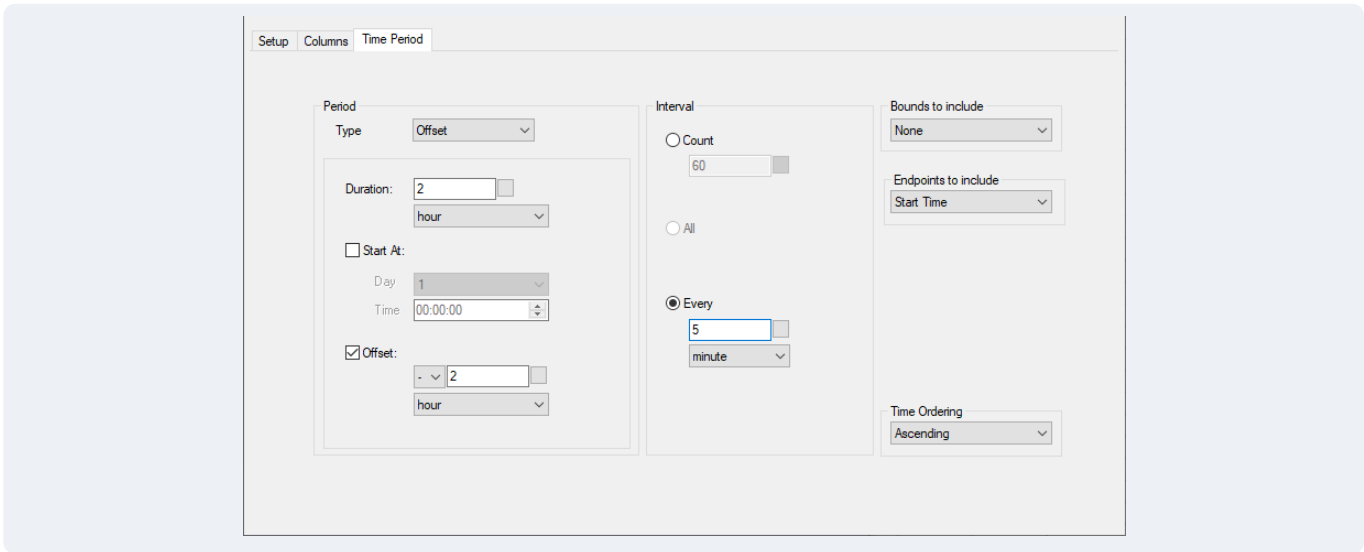 Setup Columns Time Period
Period
Type Offset
Duration: 2
hour
Start At:
Day 1
Time 00:00:00
Offset:
- 2
hour
Interval
Count
60
All
Every
5
minute
Bounds to include
None
Endpoints to include
Start Time
Time Ordering
Ascending